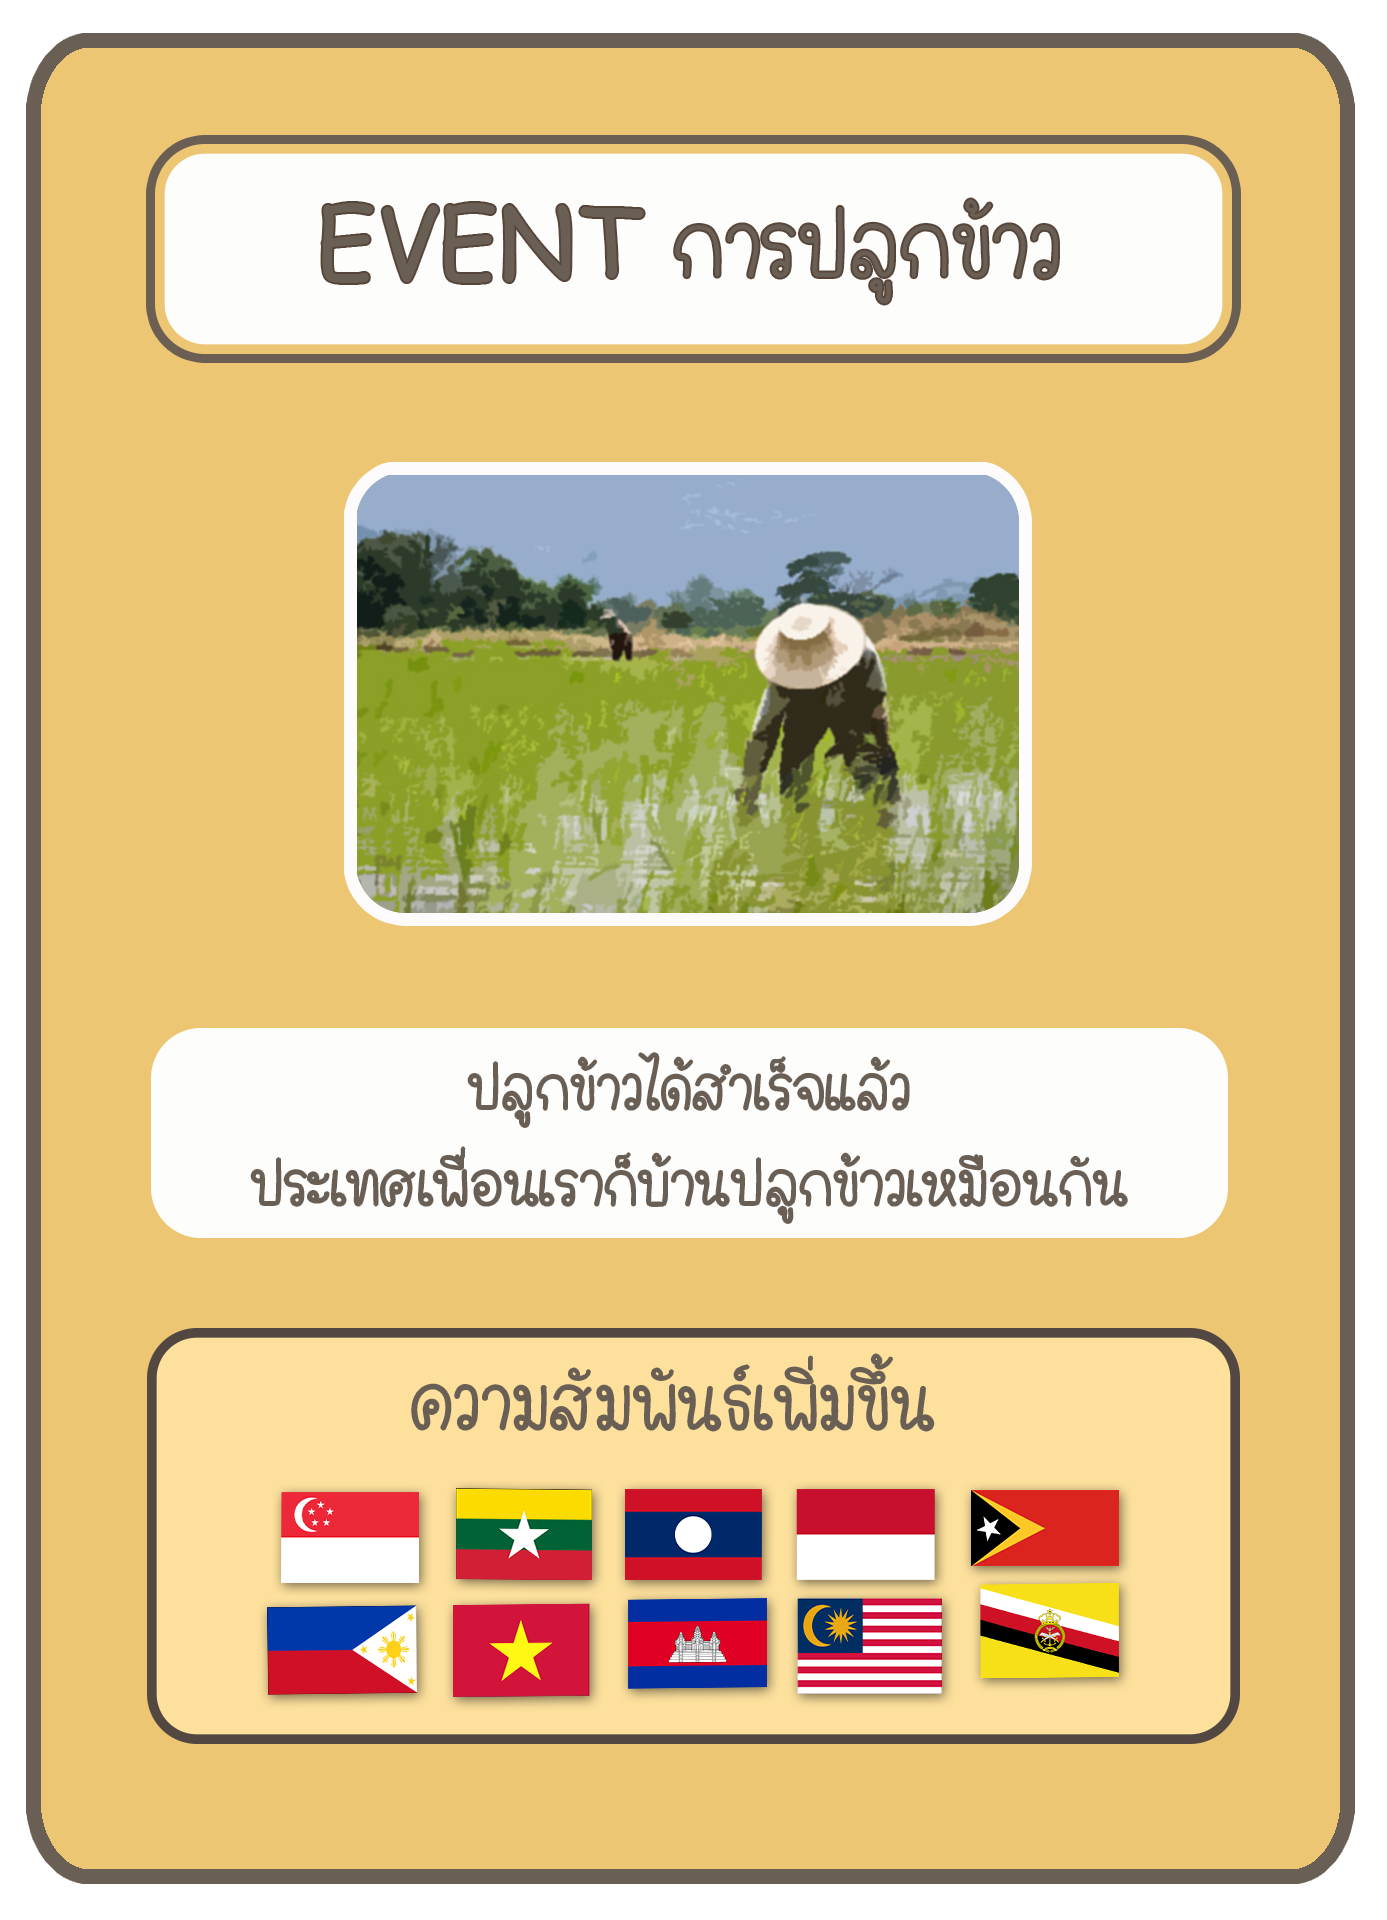 EVENT การปลูกข้าว
ปลูกข้าวได้สำเร็จแล้ว
ประเทศเพื่อนเราก็บ้านปลูกข้าวเหมือนกัน
ความสัมพันธ์เพิ่มขึ้น